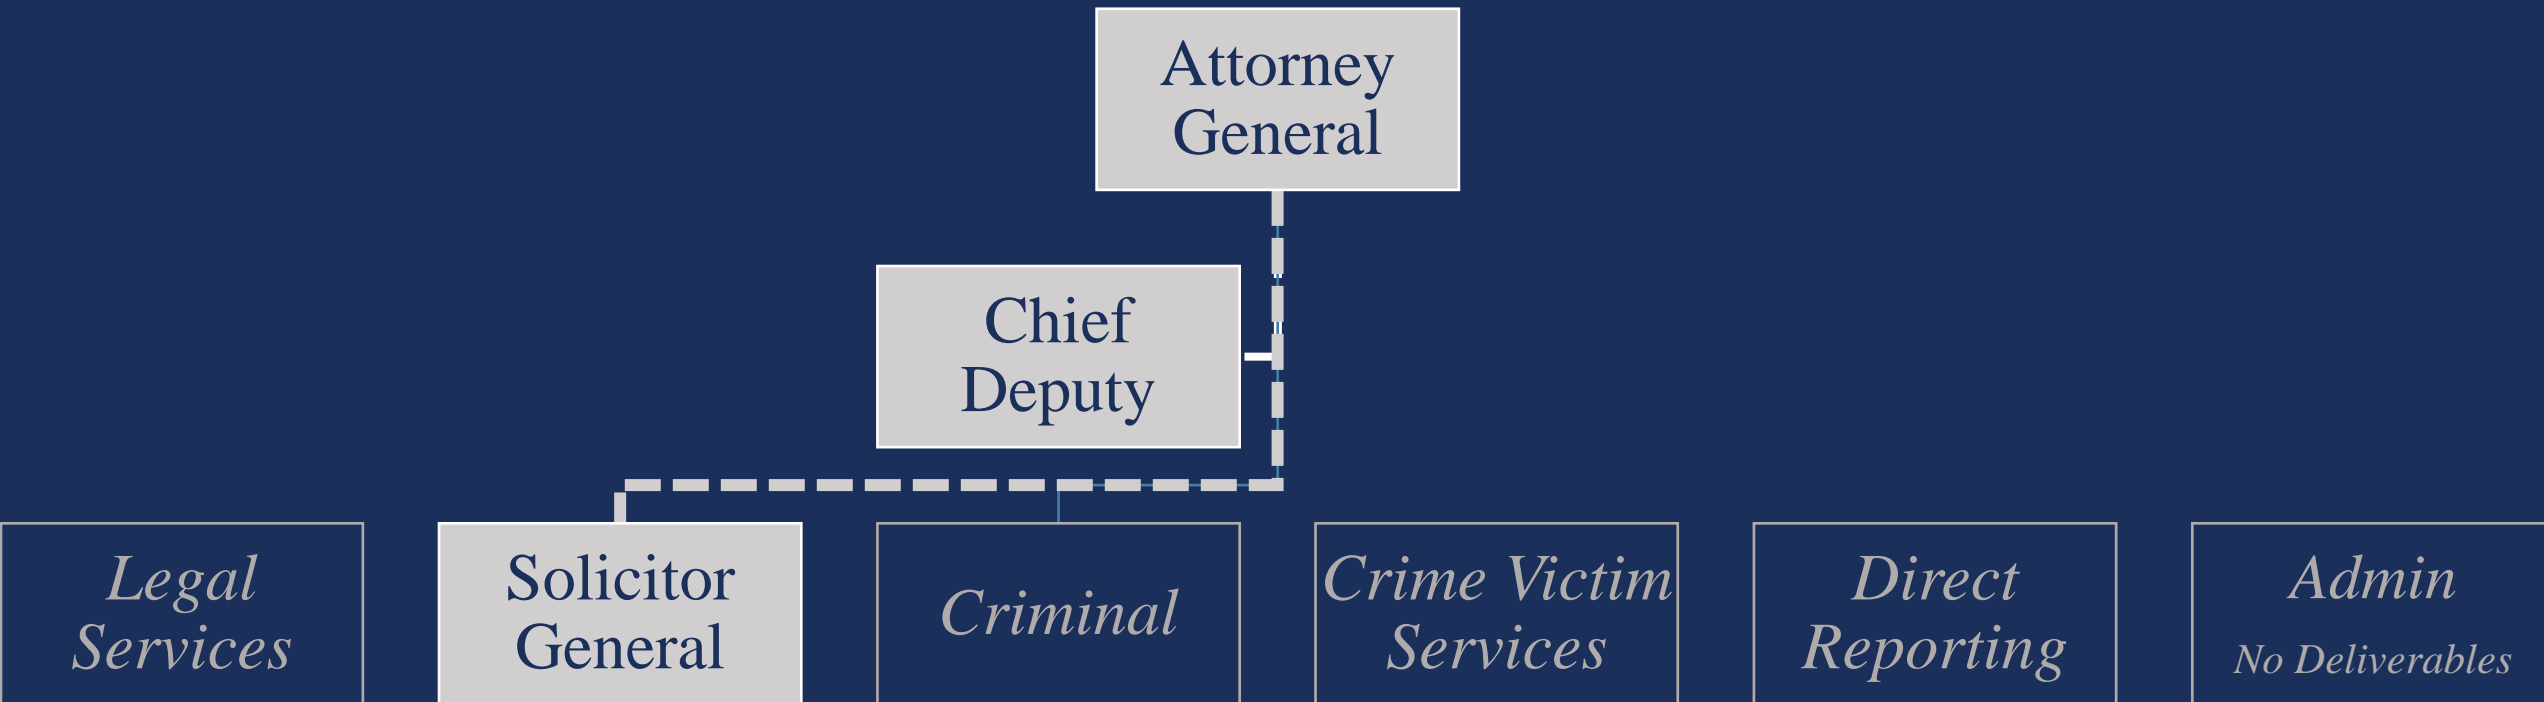 Attorney
General
Chief
Deputy
Legal
Services
Solicitor
General
Criminal
Crime Victim
Services
Direct
Reporting
Admin
No Deliverables